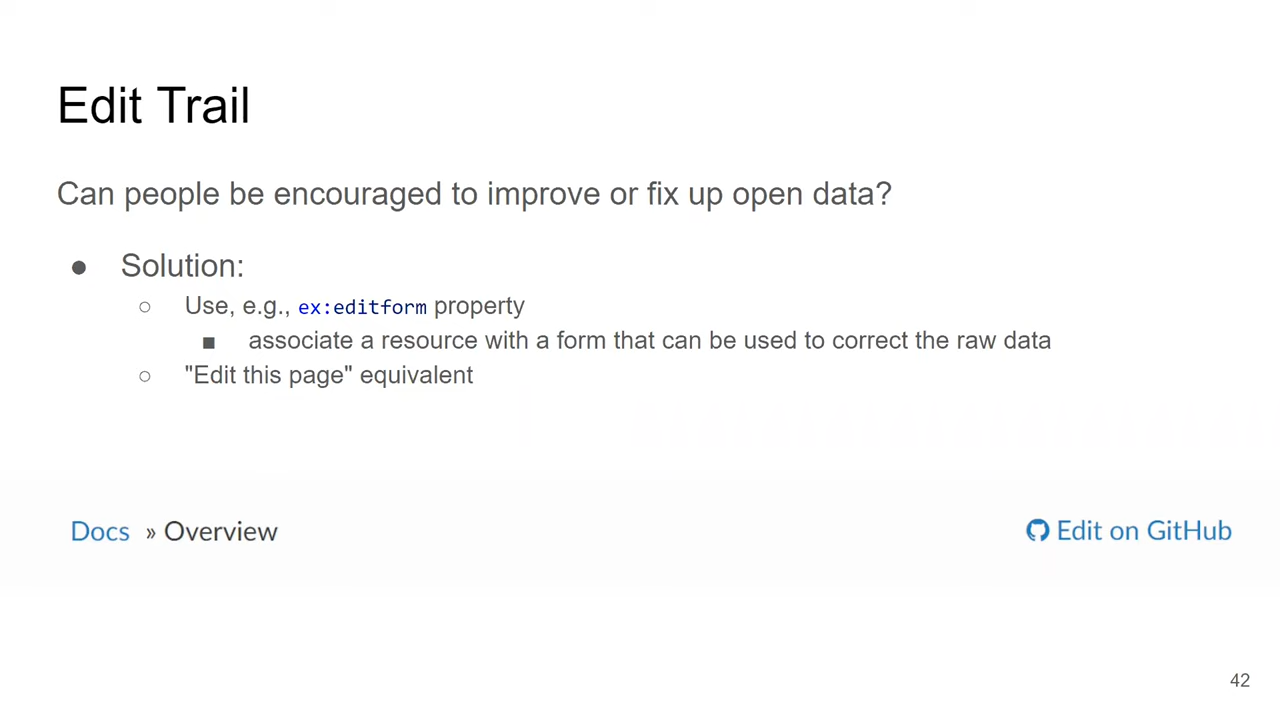 Edit Trail
Can people be encouraged to improve or fix up open data?
● Solution:
○ Use, e.g., ex:editform property
■ associate a resource with a form that can be used to correct the raw data
○ "Edit this page" equivalent
Docs » Overview
Edit on GitHub
42